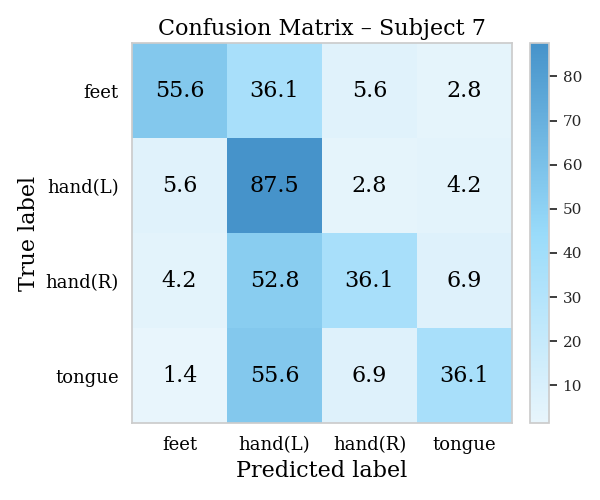 Confusion Matrix – Subject 7
feet 55.6 36.1 5.6 2.8
hand(L) 5.6 87.5 2.8 4.2
hand(R) 4.2 52.8 36.1 6.9
tongue 1.4 55.6 6.9 36.1
feet hand(L) hand(R) tongue
Predicted label
True label
80
70
60
50
40
30
20
10